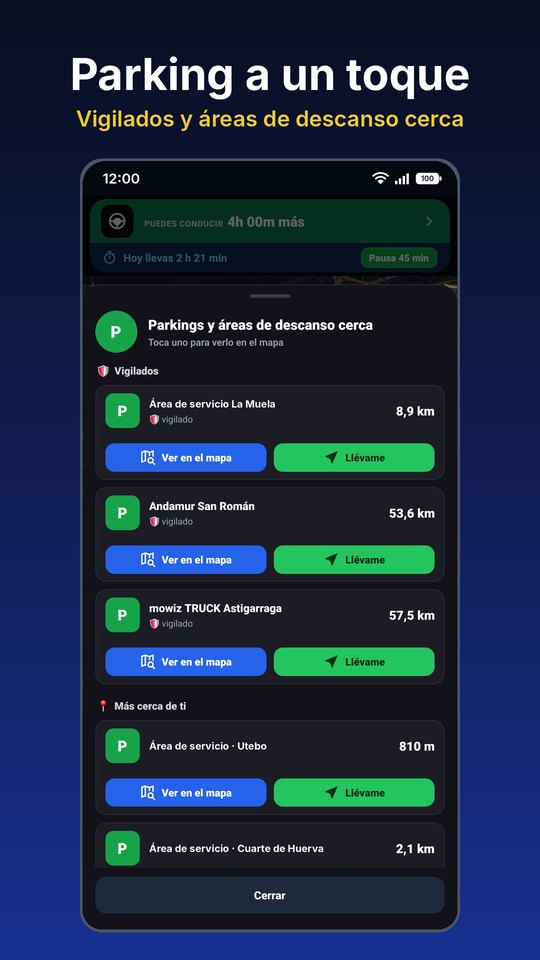 Parking a un toque
Vigilados y áreas de descanso cerca
12:00
100
PUEDES CONDUCIR 4h 00m más
Hoy llevas 2 h 21 min
Pausa 45 min
P
Parkings y áreas de descanso cerca
Toca uno para verlo en el mapa
Vigilados
P
Área de servicio La Muela
vigilado
8,9 km
Ver en el mapa
Llévame
P
Andamur San Román
vigilado
53,6 km
Ver en el mapa
Llévame
P
mowiz TRUCK Astigarraga
vigilado
57,5 km
Ver en el mapa
Llévame
Más cerca de ti
P
Área de servicio · Utebo
810 m
Ver en el mapa
Llévame
P
Área de servicio · Cuarte de Huerva
2,1 km
Cerrar